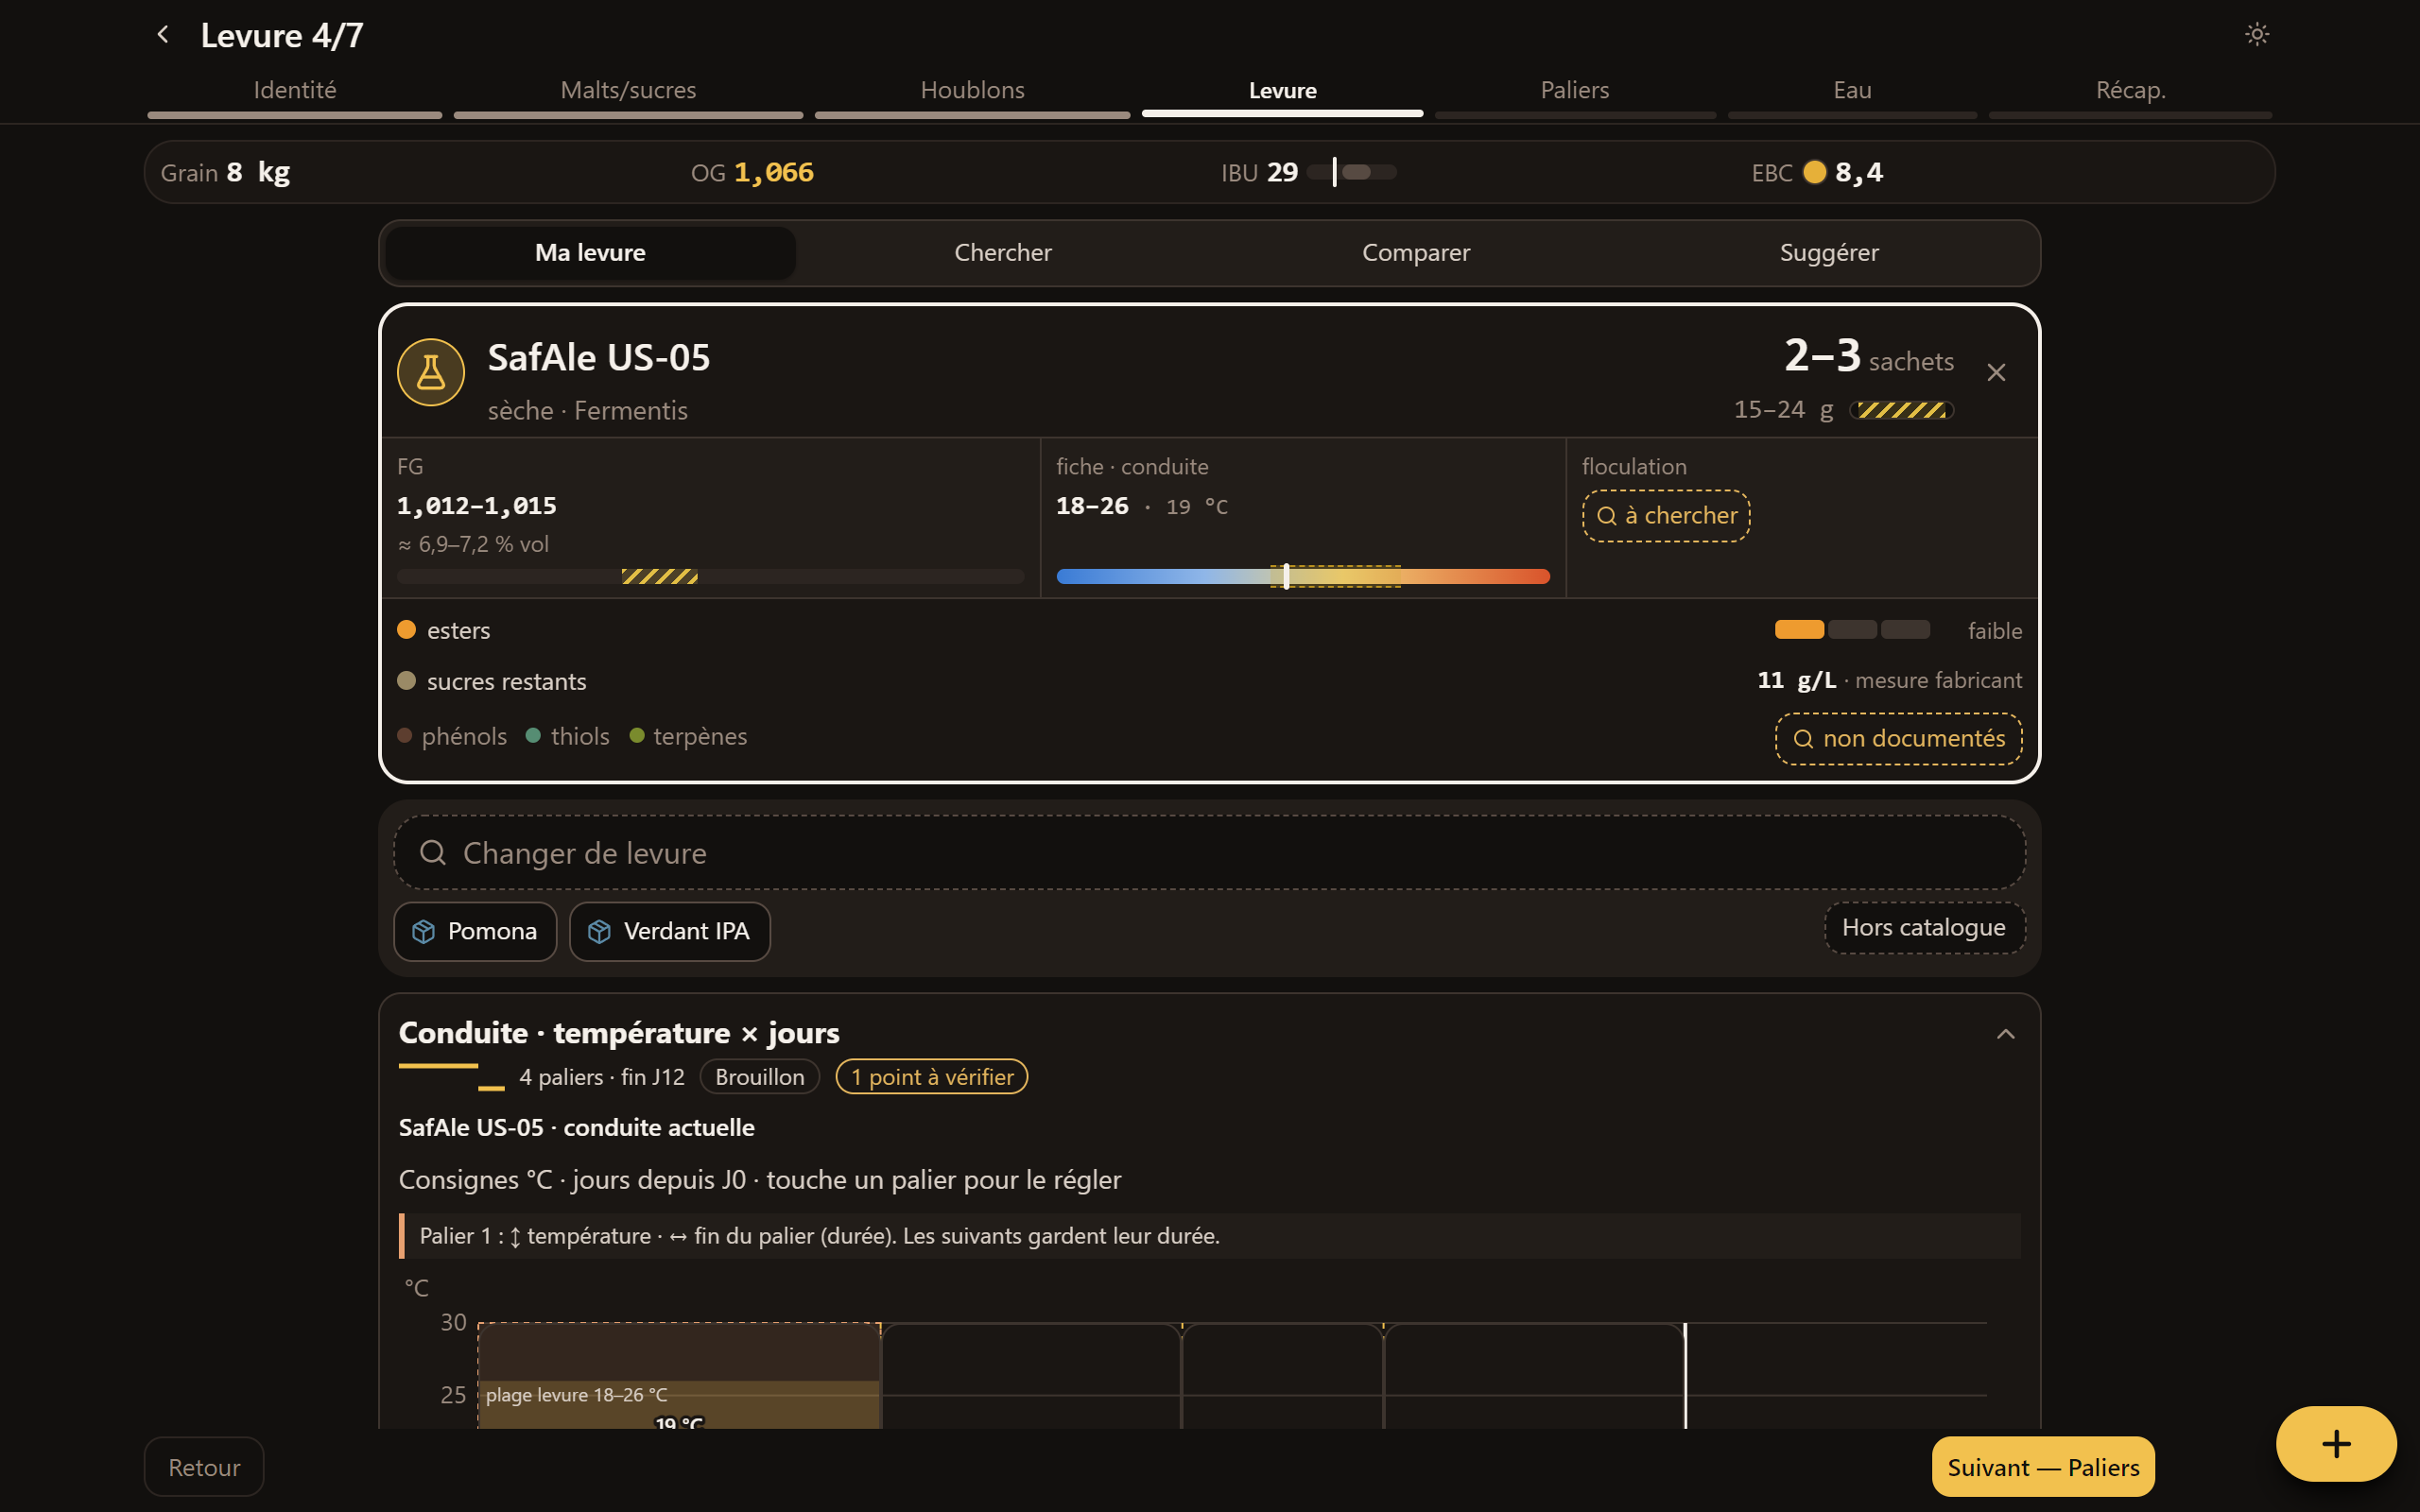 Levure 4/7
Identité
Malts/sucres
Houblons
Levure
Paliers
Eau
Récap.
Grain 8 kg
OG 1,066
IBU 29
EBC 8,4
Ma levure
Chercher
Comparer
Suggérer
SafAle US-05
sèche · Fermentis
2–3 sachets
15–24 g
FG
1,012–1,015
≈ 6,9–7,2 % vol
fiche · conduite
18–26 · 19 °C
floculation
à chercher
esters
faible
sucres restants
11 g/L · mesure fabricant
phénols
thiols
terpènes
non documentés
Changer de levure
Pomona
Verdant IPA
Hors catalogue
Conduite · température × jours
4 paliers · fin J12
Brouillon
1 point à vérifier
SafAle US-05 · conduite actuelle
Consignes °C · jours depuis J0 · touche un palier pour le régler
Palier 1 : ↕ température · ↔ fin du palier (durée). Les suivants gardent leur durée.
°C
30
25
plage levure 18–26 °C
19 °C
Retour
Suivant — Paliers